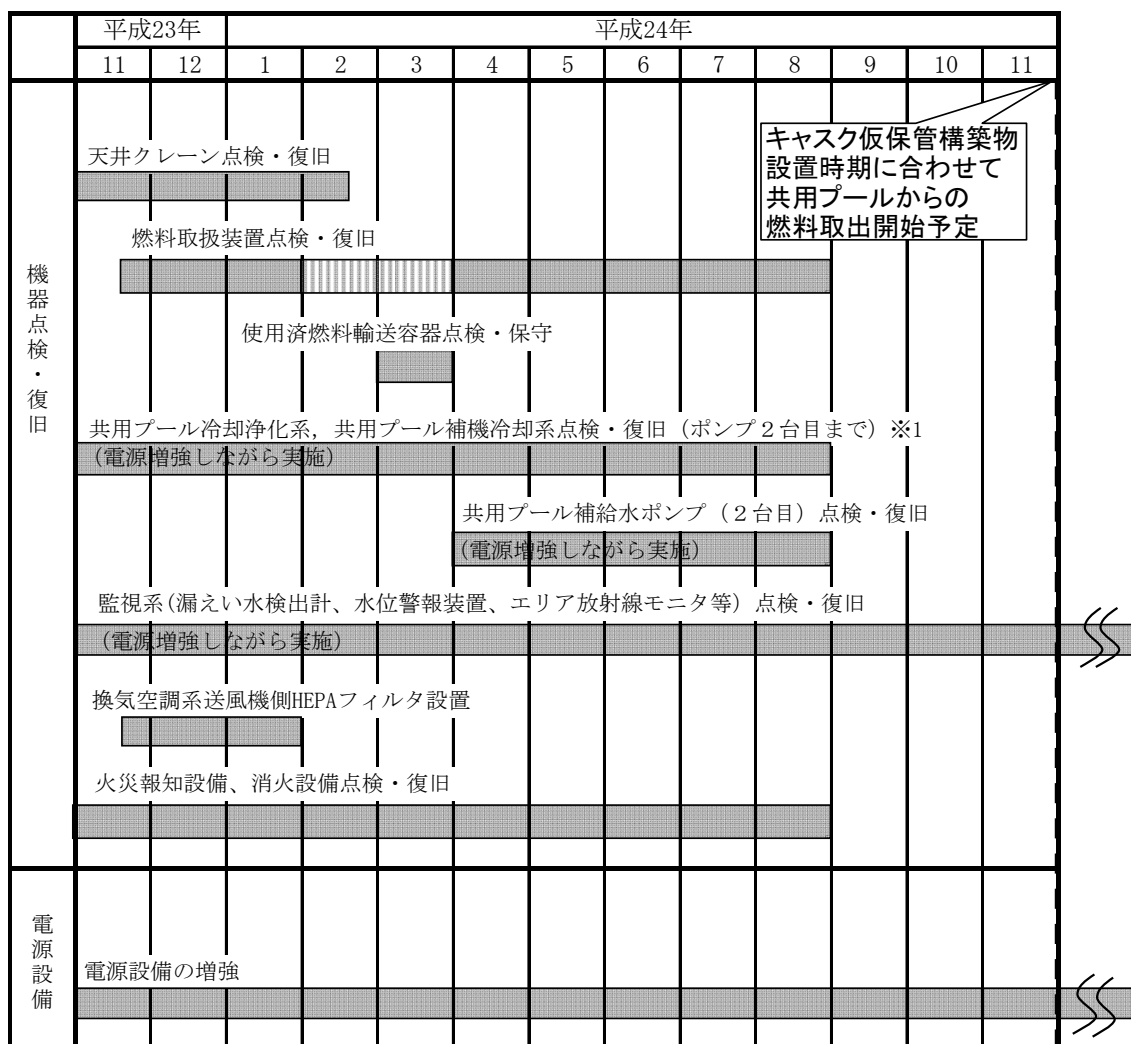 平成23年 平成24年
11 12 1 2 3 4 5 6 7 8 9 10 11
機器点検・復旧
キャスク仮保管構築物
設置時期に合わせて
共用プールからの
燃料取出開始予定
天井クレーン点検・復旧
燃料取扱装置点検・復旧
使用済燃料輸送容器点検・保守
共用プール冷却浄化系，共用プール補機冷却系点検・復旧（ポンプ２台目まで）※1
(電源増強しながら実施)
共用プール補給水ポンプ（２台目）点検・復旧
(電源増強しながら実施)
監視系(漏えい水検出計、水位警報装置、エリア放射線モニタ等）点検・復旧
(電源増強しながら実施)
換気空調系送風機側HEPAフィルタ設置
火災報知設備、消火設備点検・復旧
電源設備
電源設備の増強